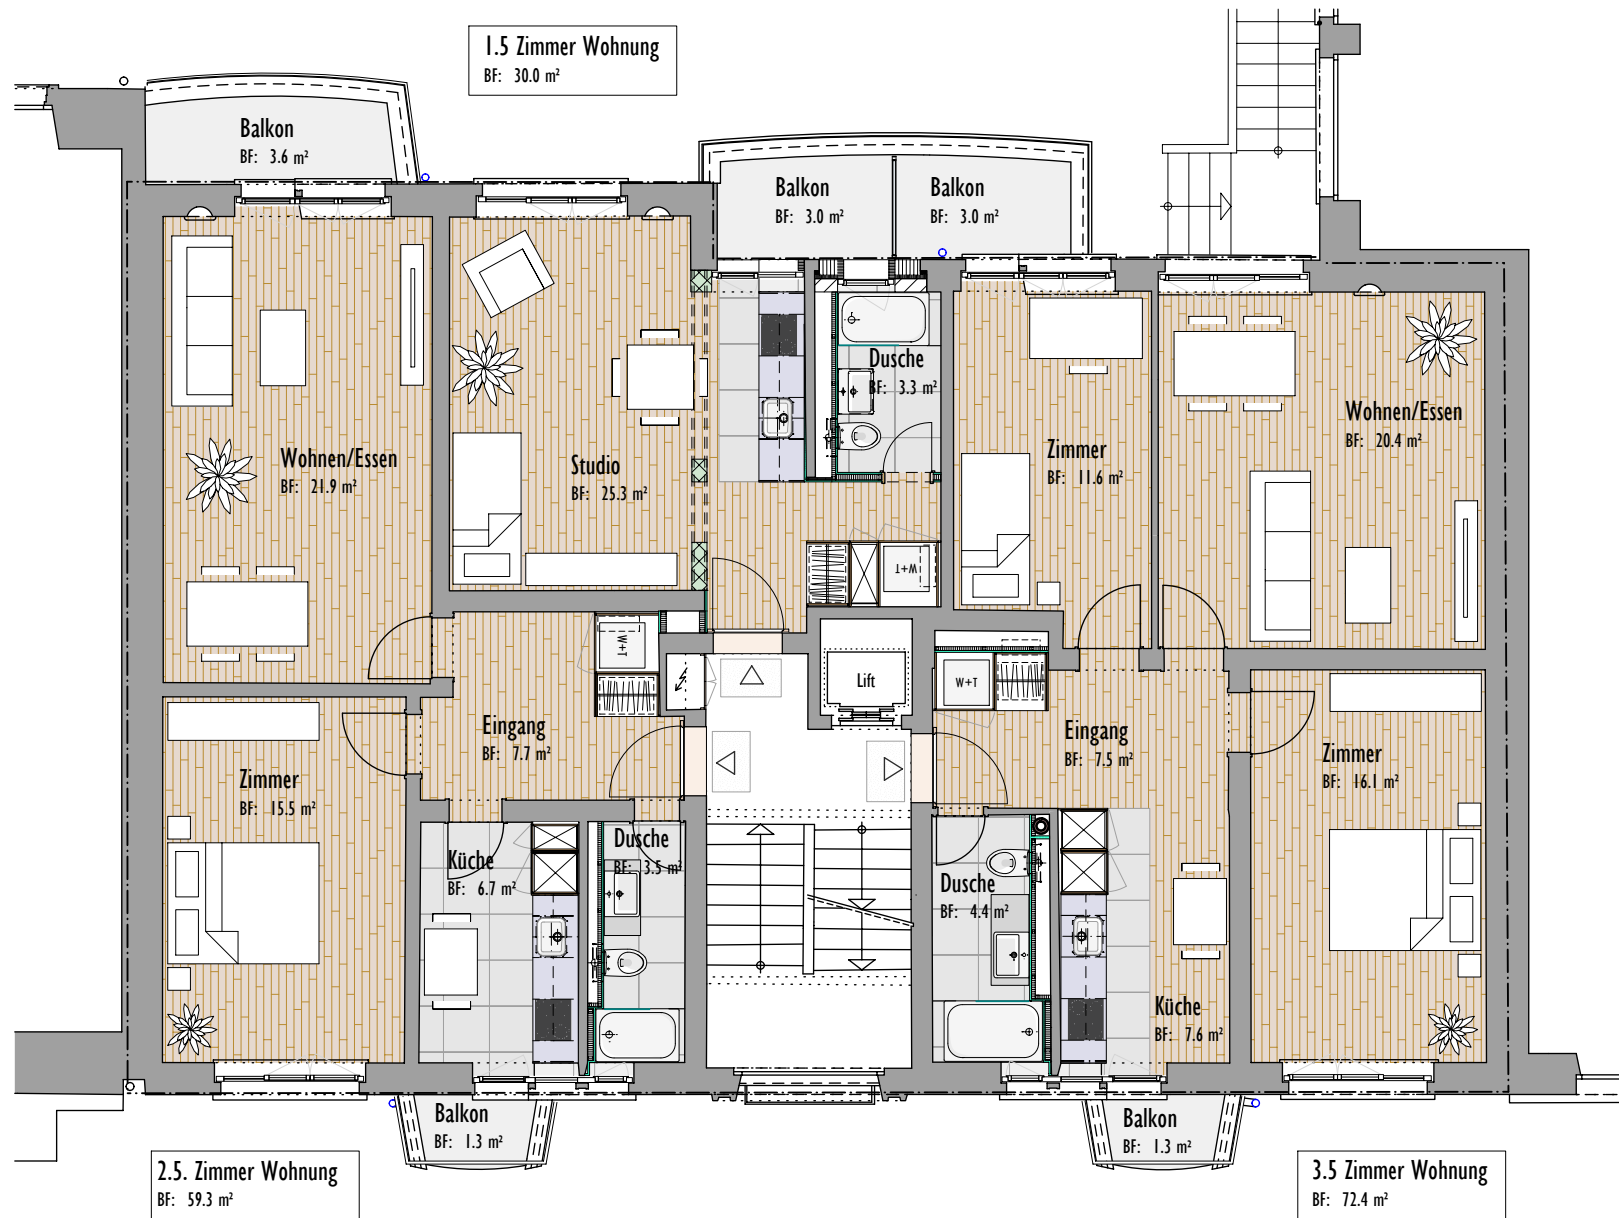 1.5 Zimmer Wohnung
BF: 30.0 m²
Balkon
BF: 3.6 m²
Balkon
BF: 3.0 m²
Balkon
BF: 3.0 m²
Dusche
BF: 3.3 m²
Wohnen/Essen
BF: 20.4 m²
Zimmer
BF: 11.6 m²
Wohnen/Essen
BF: 21.9 m²
Studio
BF: 25.3 m²
W+T
W+T
Lift
W+T
Eingang
BF: 7.7 m²
Eingang
BF: 7.5 m²
Zimmer
BF: 15.5 m²
Zimmer
BF: 16.1 m²
Küche
BF: 6.7 m²
Dusche
BF: 3.5 m²
Dusche
BF: 4.4 m²
Küche
BF: 7.6 m²
Balkon
BF: 1.3 m²
Balkon
BF: 1.3 m²
2.5. Zimmer Wohnung
BF: 59.3 m²
3.5 Zimmer Wohnung
BF: 72.4 m²